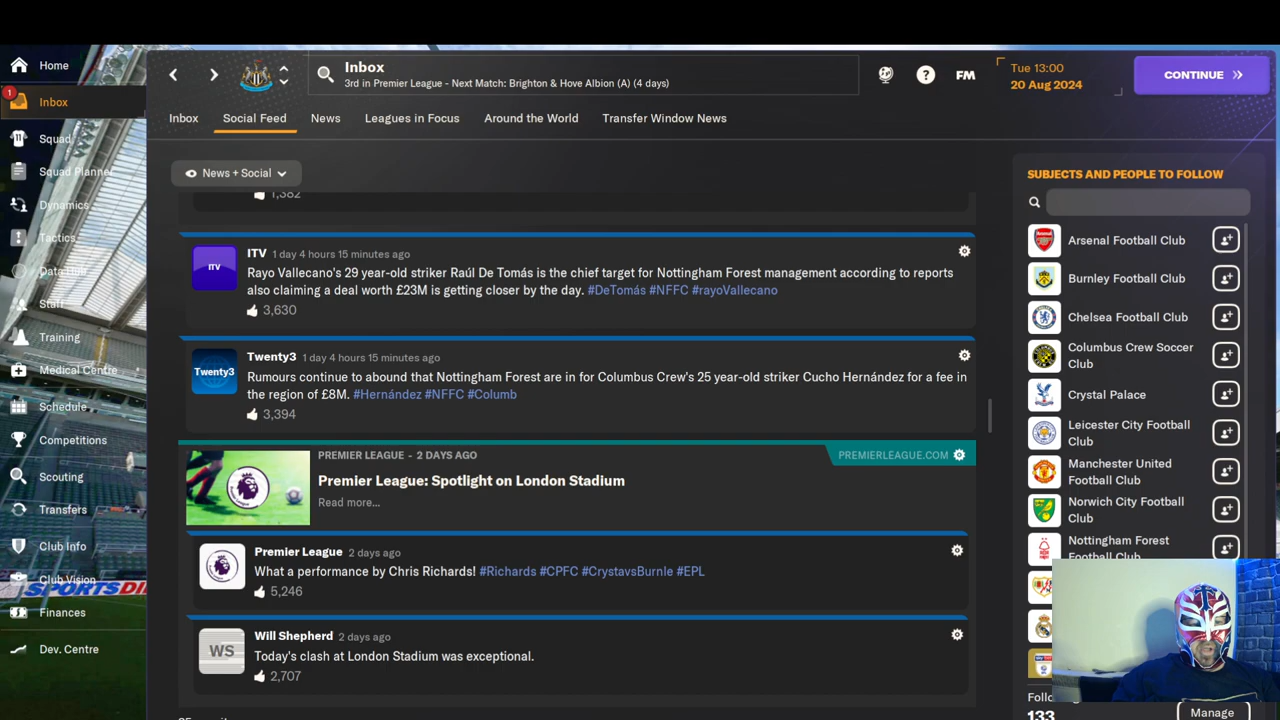 Home
Inbox
3rd in Premier League - Next Match: Brighton & Hove Albion (A) (4 days)
FM
Tue 13:00
20 Aug 2024
CONTINUE
1
Inbox
Inbox
Social Feed
News
Leagues in Focus
Around the World
Transfer Window News
Squad
Squad Planner
Dynamics
Tactics
Data Hub
Staff
Training
Medical Centre
Schedule
Competitions
Scouting
Transfers
Club Info
Club Vision
SPORTS DI
Finances
Dev. Centre
News + Social
1,382
ITV 1 day 4 hours 15 minutes ago
itv
Rayo Vallecano's 29 year-old striker Raúl De Tomás is the chief target for Nottingham Forest management according to reports
also claiming a deal worth £23M is getting closer by the day. #DeTomás #NFFC #rayoVallecano
3,630
Twenty3 1 day 4 hours 15 minutes ago
Twenty3
Rumours continue to abound that Nottingham Forest are in for Columbus Crew's 25 year-old striker Cucho Hernández for a fee in
the region of £8M. #Hernández #NFFC #Columb
3,394
PREMIER LEAGUE - 2 DAYS AGO
PREMIERLEAGUE.COM
Premier League: Spotlight on London Stadium
Read more...
Premier League 2 days ago
What a performance by Chris Richards! #Richards #CPFC #CrystavsBurnle #EPL
5,246
Will Shepherd 2 days ago
WS
Today's clash at London Stadium was exceptional.
2,707
SUBJECTS AND PEOPLE TO FOLLOW
Arsenal Football Club
Burnley Football Club
Chelsea Football Club
Columbus Crew Soccer
Club
Crystal Palace
Leicester City Football
Club
Manchester United
Football Club
Norwich City Football
Club
Nottingham Forest
Football Club
133
Manage